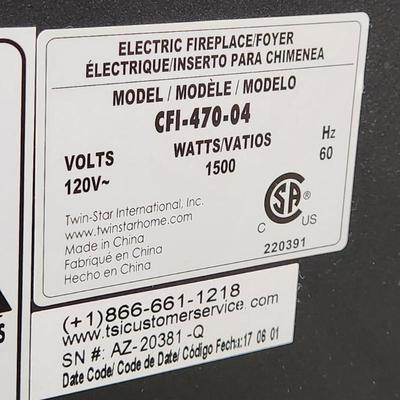 ELECTRIC FIREPLACE/FOYER
ÉLECTRIQUE/INSERTO PARA CHIMENEA
MODEL / MODÈLE / MODELO
CFI-470-04
VOLTS WATTS/VATIOS Hz
120V~ 1500 60
Twin-Star International, Inc.
www.twinstarhome.com
Made in China
Fabriqué en China
Hecho en China
C US
SA ®
220391
(+1)866-661-1218
www.tsicustomerservice.com
SN #: AZ-20381 -Q
Date Code/ Code de Date/ Código Fecha:17 06 01